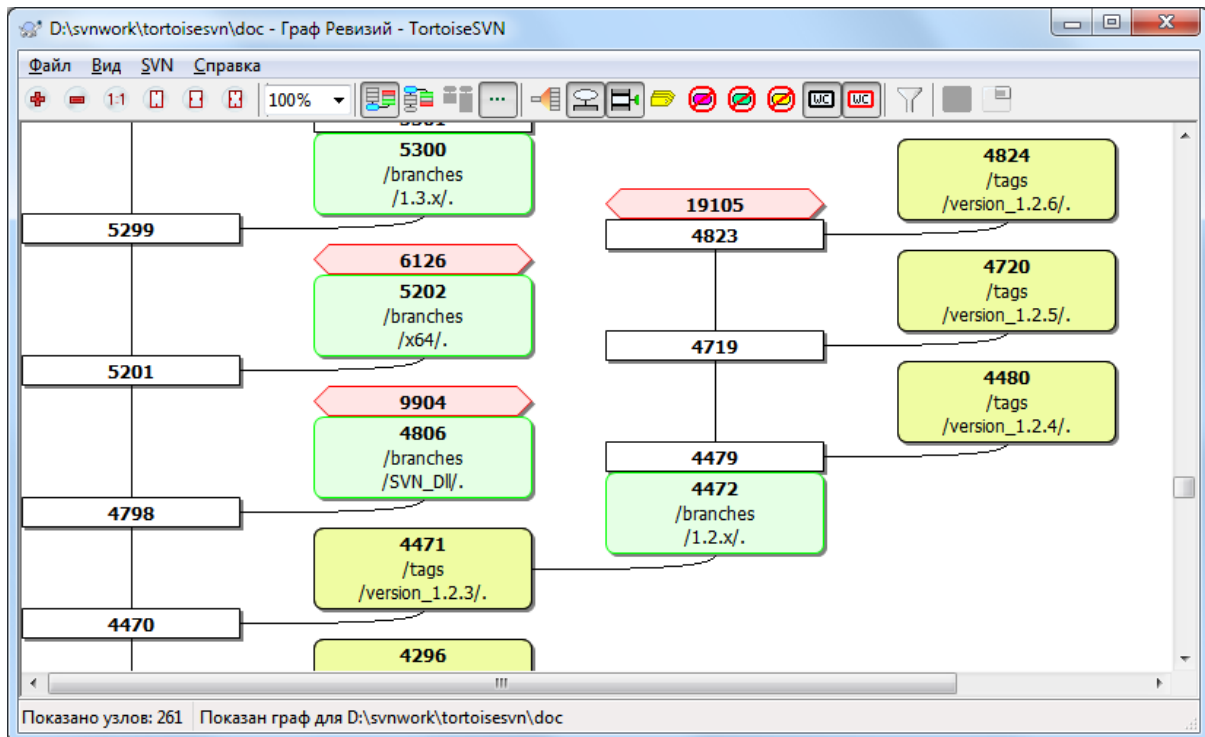 D:\svnwork\tortoisesvn\doc - Граф Ревизий - TortoiseSVN
Файл Вид SVN Справка
1:1 100% WC WC
5300
/branches
/1.3.x/.
5299
6126
5202
/branches
/x64/.
5201
9904
4806
/branches
/SVN_Dll/.
4798
4471
/tags
/version_1.2.3/.
4470
4296
19105
4823
4719
4479
4472
/branches
/1.2.x/.
4824
/tags
/version_1.2.6/.
4720
/tags
/version_1.2.5/.
4480
/tags
/version_1.2.4/.
Показано узлов: 261 Показан граф для D:\svnwork\tortoisesvn\doc